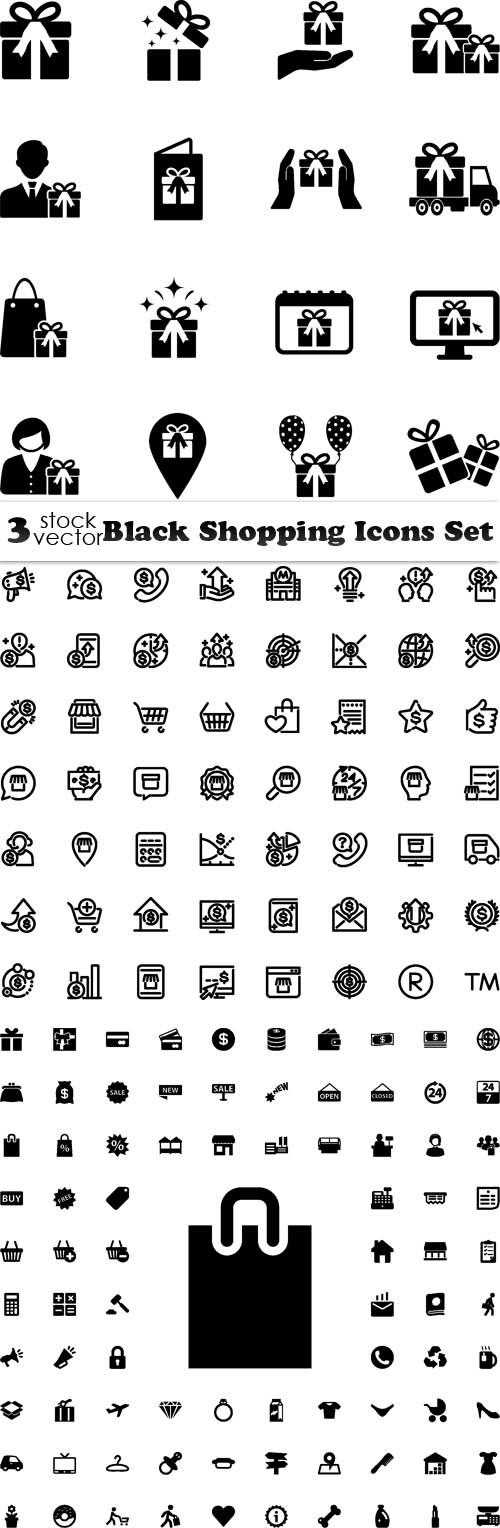 3 stock vector Black Shopping Icons Set
M
24
?
R
TM
SALE
NEW
SALE
NEW
OPEN
CLOSED
24
24
7
%
%
BUY
FREE